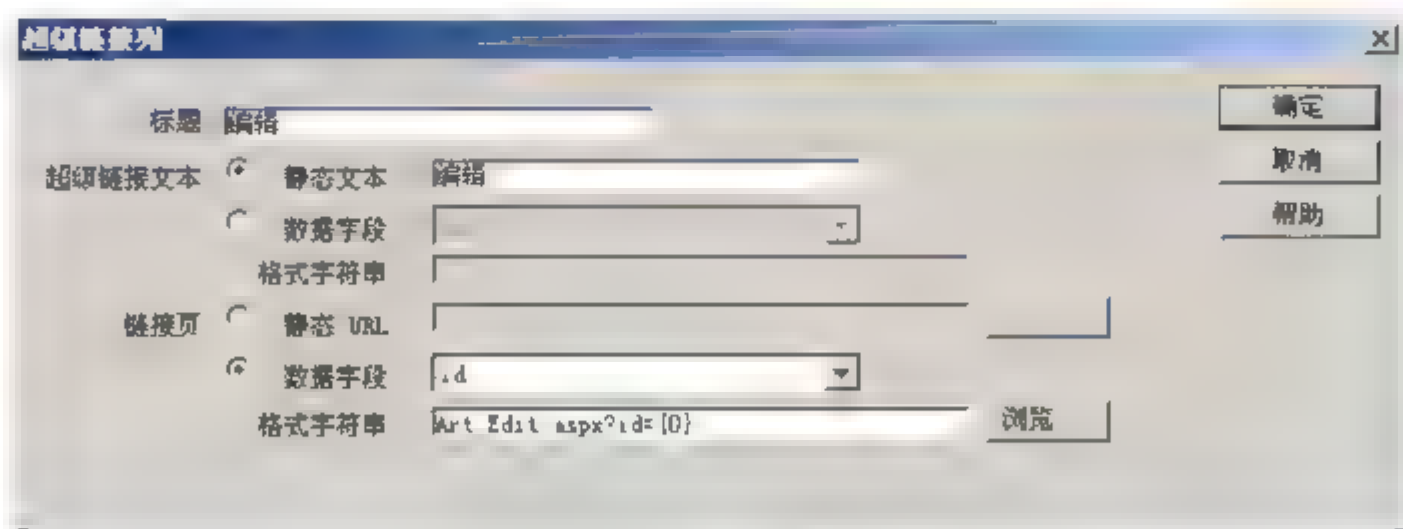 超级链接列
标题 编辑 确定
超级链接文本 静态文本 编辑 取消
数据字段 帮助
格式字符串
链接页 静态 URL
数据字段 id
格式字符串 Art Edit aspx?id={0} 浏览